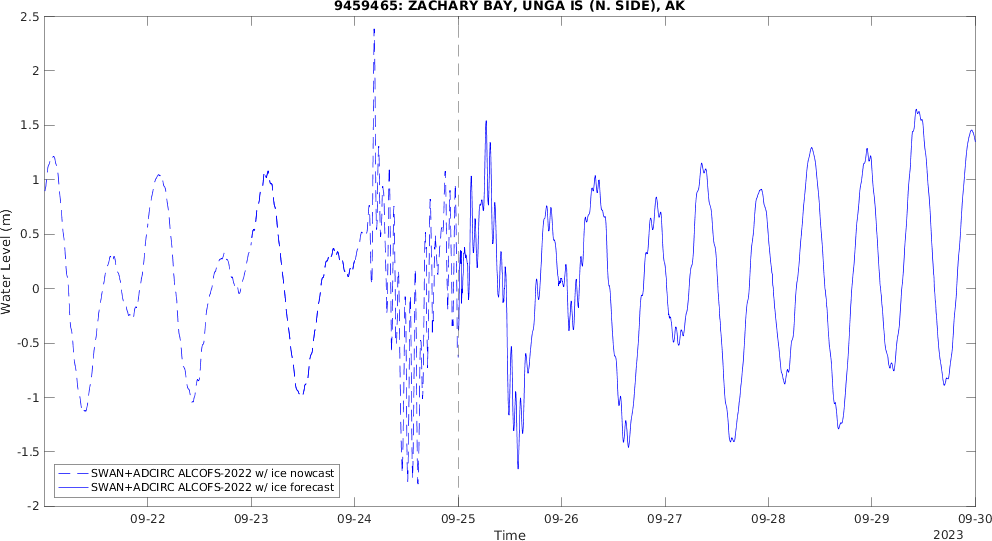 9459465: ZACHARY BAY, UNGA IS (N. SIDE), AK
2.5
2
1.5
1
0.5
0
-0.5
-1
-1.5
-2
Water Level (m)
SWAN+ADCIRC ALCOFS-2022 w/ ice nowcast
SWAN+ADCIRC ALCOFS-2022 w/ ice forecast
09-22 09-23 09-24 09-25 09-26 09-27 09-28 09-29 09-30
Time
2023